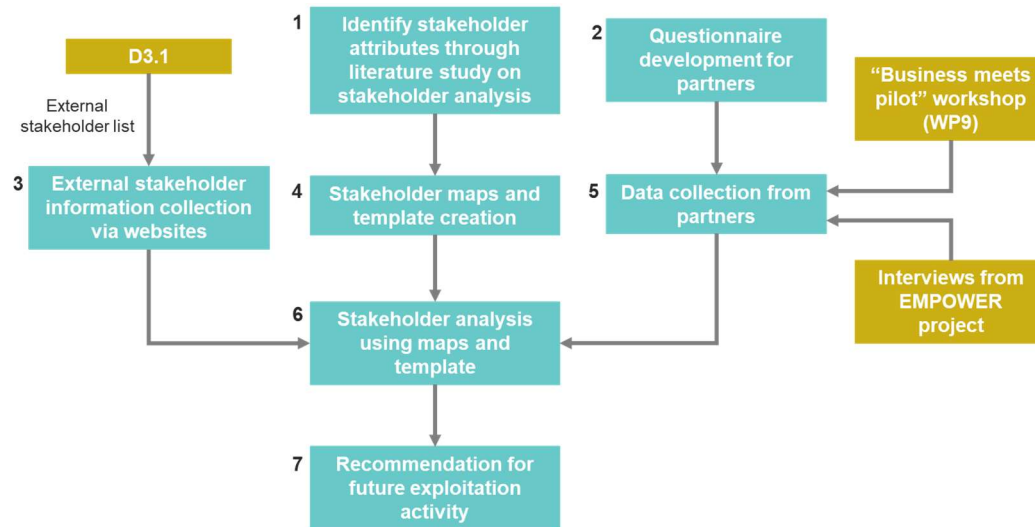 1
Identify stakeholder
attributes through
literature study on
stakeholder analysis
2
Questionnaire
development for
partners
D3.1
“Business meets
pilot” workshop
(WP9)
External
stakeholder list
3
External stakeholder
information collection
via websites
4
Stakeholder maps and
template creation
5
Data collection from
partners
Interviews from
EMPOWER
project
6
Stakeholder analysis
using maps and
template
7
Recommendation for
future exploitation
activity